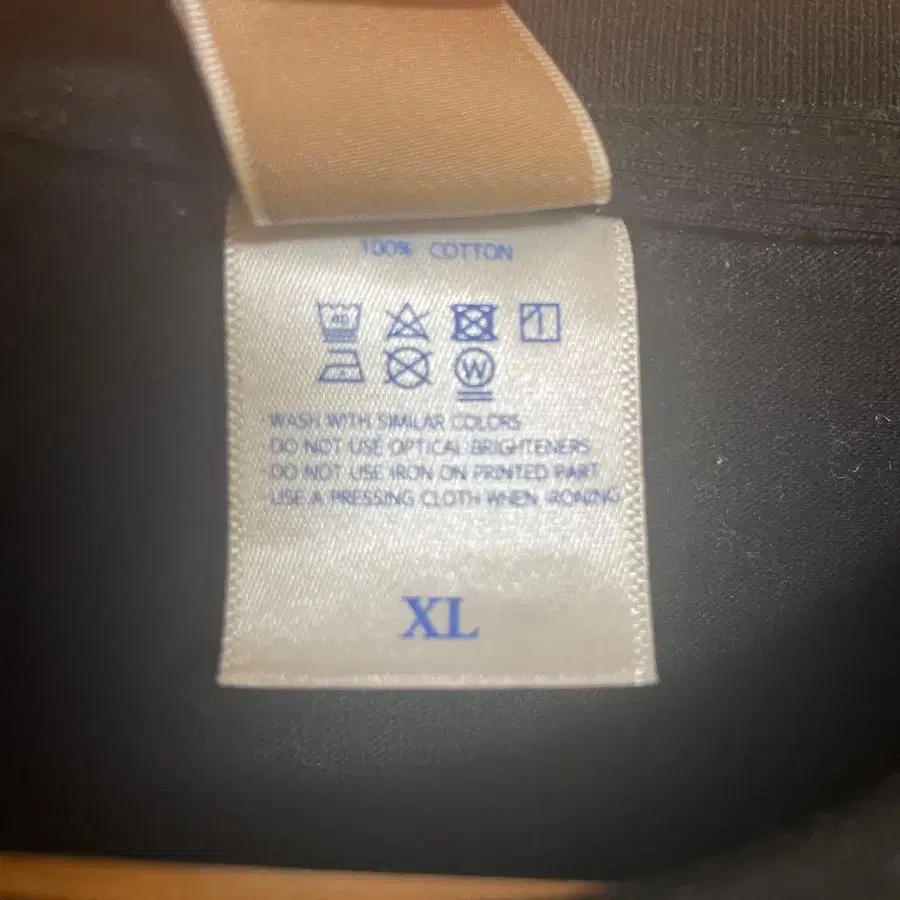 100% COTTON
40
W
WASH WITH SIMILAR COLORS
DO NOT USE OPTICAL BRIGHTENERS
DO NOT USE IRON ON PRINTED PART
USE A PRESSING CLOTH WHEN IRONING
XL